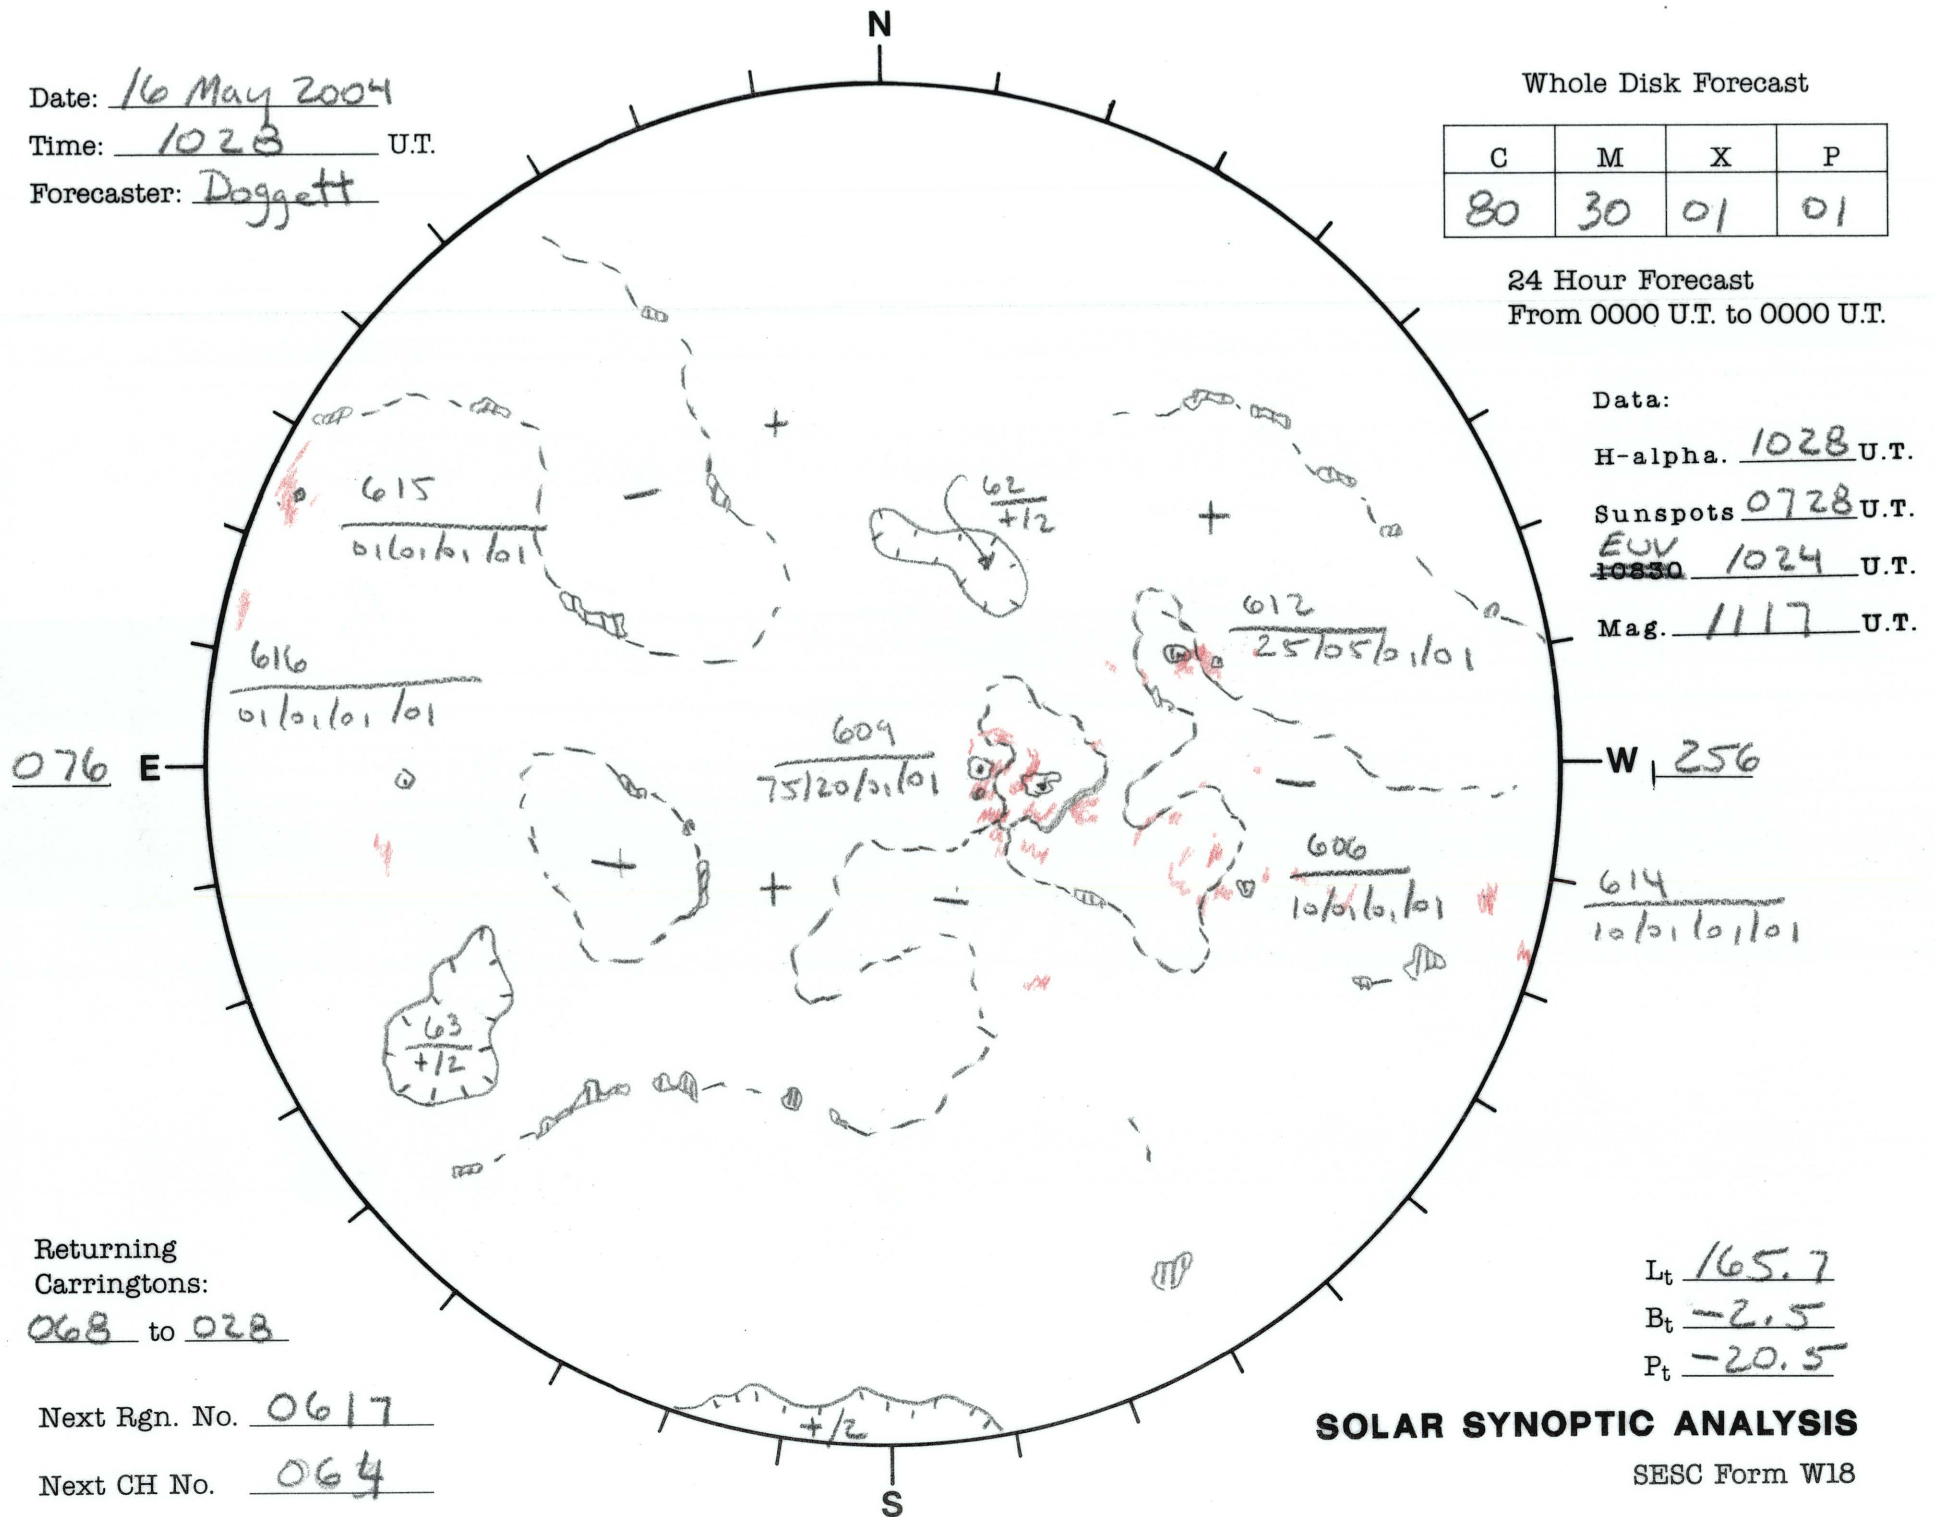 N
Date: 16 May 2004
Time: 1028 U.T.
Forecaster: Doggett
Whole Disk Forecast
C M X P
80 30 01 01
24 Hour Forecast
From 0000 U.T. to 0000 U.T.
Data:
H-alpha. 1028 U.T.
Sunspots 0728 U.T.
EUV
10830 1024 U.T.
Mag. 1117 U.T.
+
615
01/01/01/01
−
62
+/2
+
612
25/05/01/01
616
01/01/01/01
609
75/20/01/01
076 E
W 256
−
606
10/01/01/01
614
10/01/01/01
+
−
63
+/2
Returning
Carringtons:
068 to 028
Next Rgn. No. 0617
Next CH No. 064
+/2
S
Lt 165.7
Bt -2.5
Pt -20.5
SOLAR SYNOPTIC ANALYSIS
SESC Form W18